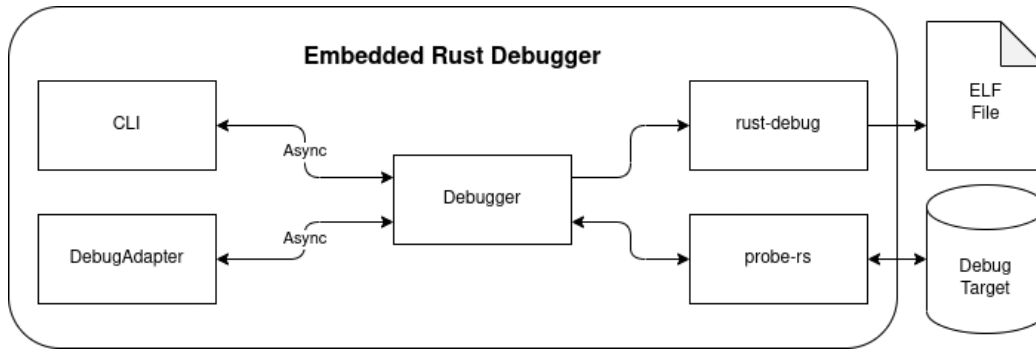 Embedded Rust Debugger
CLI
Async
DebugAdapter
Async
Debugger
rust-debug
probe-rs
ELF
File
Debug
Target